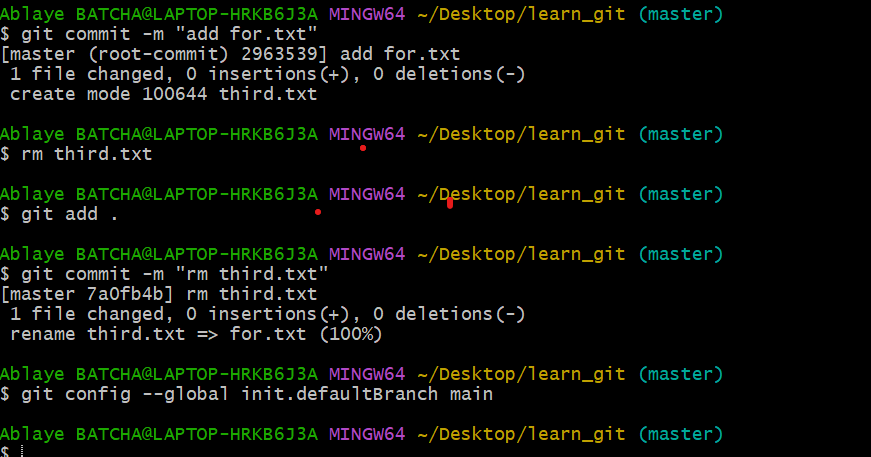 Ablaye BATCHA@LAPTOP-HRKB6J3A MINGW64 ~/Desktop/learn_git (master)
$ git commit -m "add for.txt"
[master (root-commit) 2963539] add for.txt
 1 file changed, 0 insertions(+), 0 deletions(-)
 create mode 100644 third.txt

Ablaye BATCHA@LAPTOP-HRKB6J3A MINGW64 ~/Desktop/learn_git (master)
$ rm third.txt

Ablaye BATCHA@LAPTOP-HRKB6J3A MINGW64 ~/Desktop/learn_git (master)
$ git add .

Ablaye BATCHA@LAPTOP-HRKB6J3A MINGW64 ~/Desktop/learn_git (master)
$ git commit -m "rm third.txt"
[master 7a0fb4b] rm third.txt
 1 file changed, 0 insertions(+), 0 deletions(-)
 rename third.txt => for.txt (100%)

Ablaye BATCHA@LAPTOP-HRKB6J3A MINGW64 ~/Desktop/learn_git (master)
$ git config --global init.defaultBranch main

Ablaye BATCHA@LAPTOP-HRKB6J3A MINGW64 ~/Desktop/learn_git (master)
$